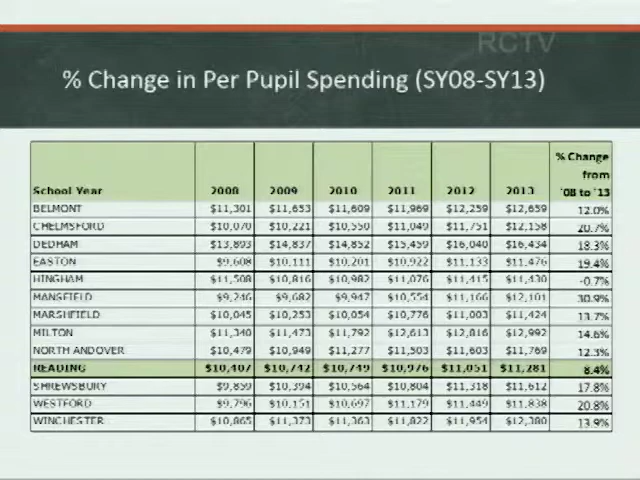 RCTV
% Change in Per Pupil Spending (SY08-SY13)
School Year 2008 2009 2010 2011 2012 2013 % Change from '08 to '13
BELMONT $11,301 $11,653 $11,609 $11,969 $12,259 $12,659 12.0%
CHELMSFORD $10,070 $10,221 $10,550 $11,049 $11,751 $12,158 20.7%
DEDHAM $13,893 $14,837 $14,852 $15,459 $16,040 $16,434 18.3%
EASTON $9,608 $10,111 $10,201 $10,922 $11,133 $11,476 19.4%
HINGHAM $11,508 $10,816 $10,982 $11,076 $11,415 $11,430 -0.7%
MANSFIELD $9,246 $9,682 $9,947 $10,554 $11,166 $12,101 30.9%
MARSHFIELD $10,045 $10,253 $10,054 $10,776 $11,003 $11,424 13.7%
MILTON $11,340 $11,473 $11,792 $12,613 $12,816 $12,992 14.6%
NORTH ANDOVER $10,479 $10,949 $11,277 $11,503 $11,603 $11,769 12.3%
READING $10,407 $10,742 $10,749 $10,976 $11,051 $11,281 8.4%
SHREWSBURY $9,859 $10,394 $10,564 $10,804 $11,318 $11,612 17.8%
WESTFORD $9,796 $10,151 $10,697 $11,179 $11,449 $11,838 20.8%
WINCHESTER $10,865 $11,373 $11,363 $11,822 $11,954 $12,380 13.9%